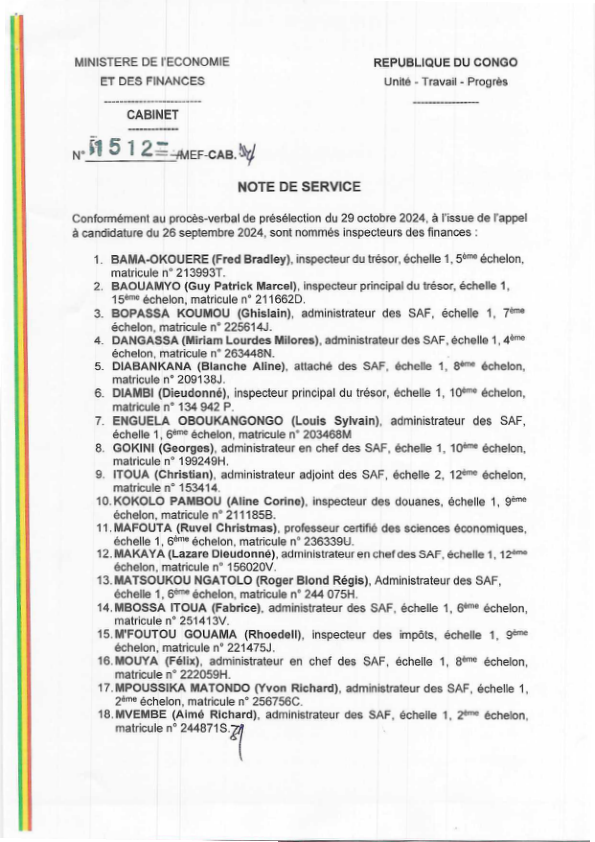 MINISTERE DE l'ECONOMIE
ET DES FINANCES
CABINET
REPUBLIQUE DU CONGO
Unité - Travail - Progrès
N° 1512 /MEF-CAB.
NOTE DE SERVICE
Conformément au procès-verbal de présélection du 29 octobre 2024, à l'issue de l'appel
à candidature du 26 septembre 2024, sont nommés inspecteurs des finances :
1. BAMA-OKOUERE (Fred Bradley), inspecteur du trésor, échelle 1, 5ème échelon,
matricule n° 213993T.
2. BAOUAMYO (Guy Patrick Marcel), inspecteur principal du trésor, échelle 1,
15ème échelon, matricule n° 211662D.
3. BOPASSA KOUMOU (Ghislain), administrateur des SAF, échelle 1, 7ème
échelon, matricule n° 225614J.
4. DANGASSA (Miriam Lourdes Milores), administrateur des SAF, échelle 1, 4ème
échelon, matricule n° 263448N.
5. DIABANKANA (Blanche Aline), attaché des SAF, échelle 1, 8ème échelon,
matricule n° 209138J.
6. DIAMBI (Dieudonné), inspecteur principal du trésor, échelle 1, 10ème échelon,
matricule n° 134 942 P.
7. ENGUELA OBOUKANGONGO (Louis Sylvain), administrateur des SAF,
échelle 1, 6ème échelon, matricule n° 203468M
8. GOKINI (Georges), administrateur en chef des SAF, échelle 1, 10ème échelon,
matricule n° 199249H.
9. ITOUA (Christian), administrateur adjoint des SAF, échelle 2, 12ème échelon,
matricule n° 153414.
10. KOKOLO PAMBOU (Aline Corine), inspecteur des douanes, échelle 1, 9ème
échelon, matricule n° 211185B.
11. MAFOUTA (Ruvel Christmas), professeur certifié des sciences économiques,
échelle 1, 6ème échelon, matricule n° 236339U.
12. MAKAYA (Lazare Dieudonné), administrateur en chef des SAF, échelle 1, 12ème
échelon, matricule n° 156020V.
13. MATSOUKOU NGATOLO (Roger Blond Régis), Administrateur des SAF,
échelle 1, 6ème échelon, matricule n° 244 075H.
14. MBOSSA ITOUA (Fabrice), administrateur des SAF, échelle 1, 6ème échelon,
matricule n° 251413V.
15. M'FOUTOU GOUAMA (Rhoedell), inspecteur des impôts, échelle 1, 9ème
échelon, matricule n° 221475J.
16. MOUYA (Félix), administrateur en chef des SAF, échelle 1, 8ème échelon,
matricule n° 222059H.
17. MPOUSSIKA MATONDO (Yvon Richard), administrateur des SAF, échelle 1,
2ème échelon, matricule n° 256756C.
18. MVEMBE (Aimé Richard), administrateur des SAF, échelle 1, 2ème échelon,
matricule n° 244871S.